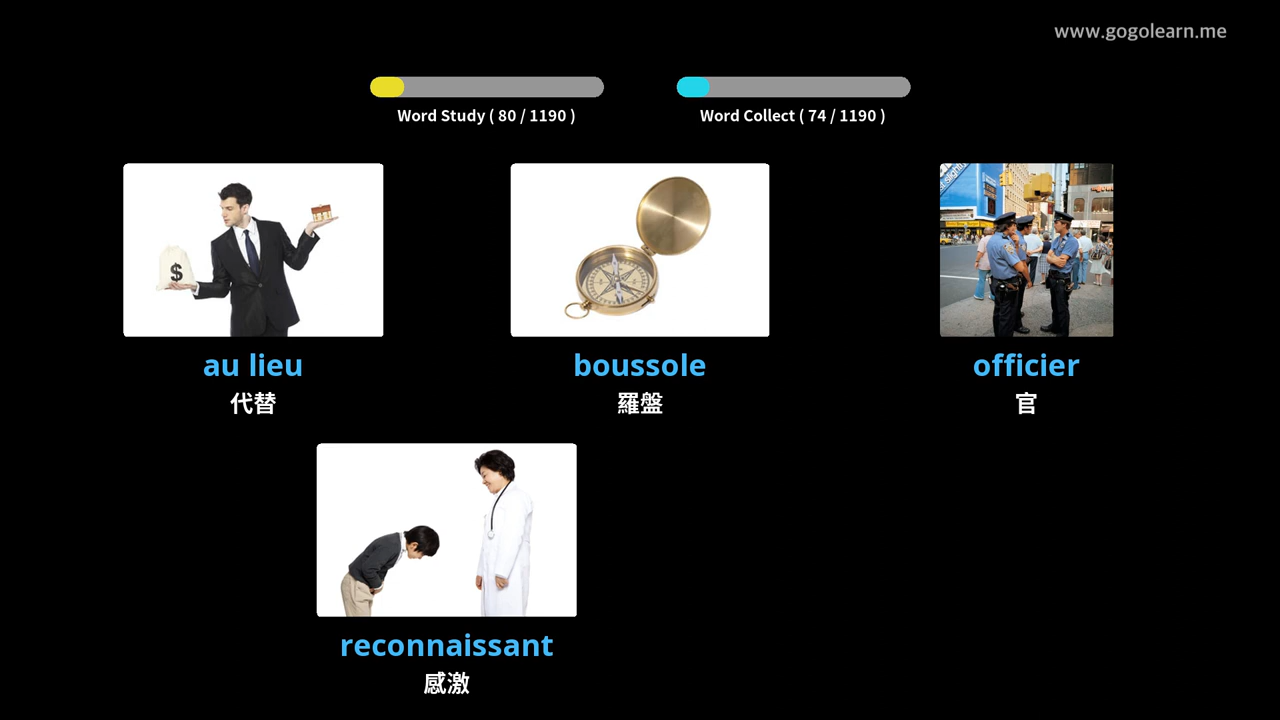 www.gogolearn.me
Word Study ( 80 / 1190 )
Word Collect ( 74 / 1190 )
$
au lieu
代替
boussole
羅盤
officier
官
reconnaissant
感激